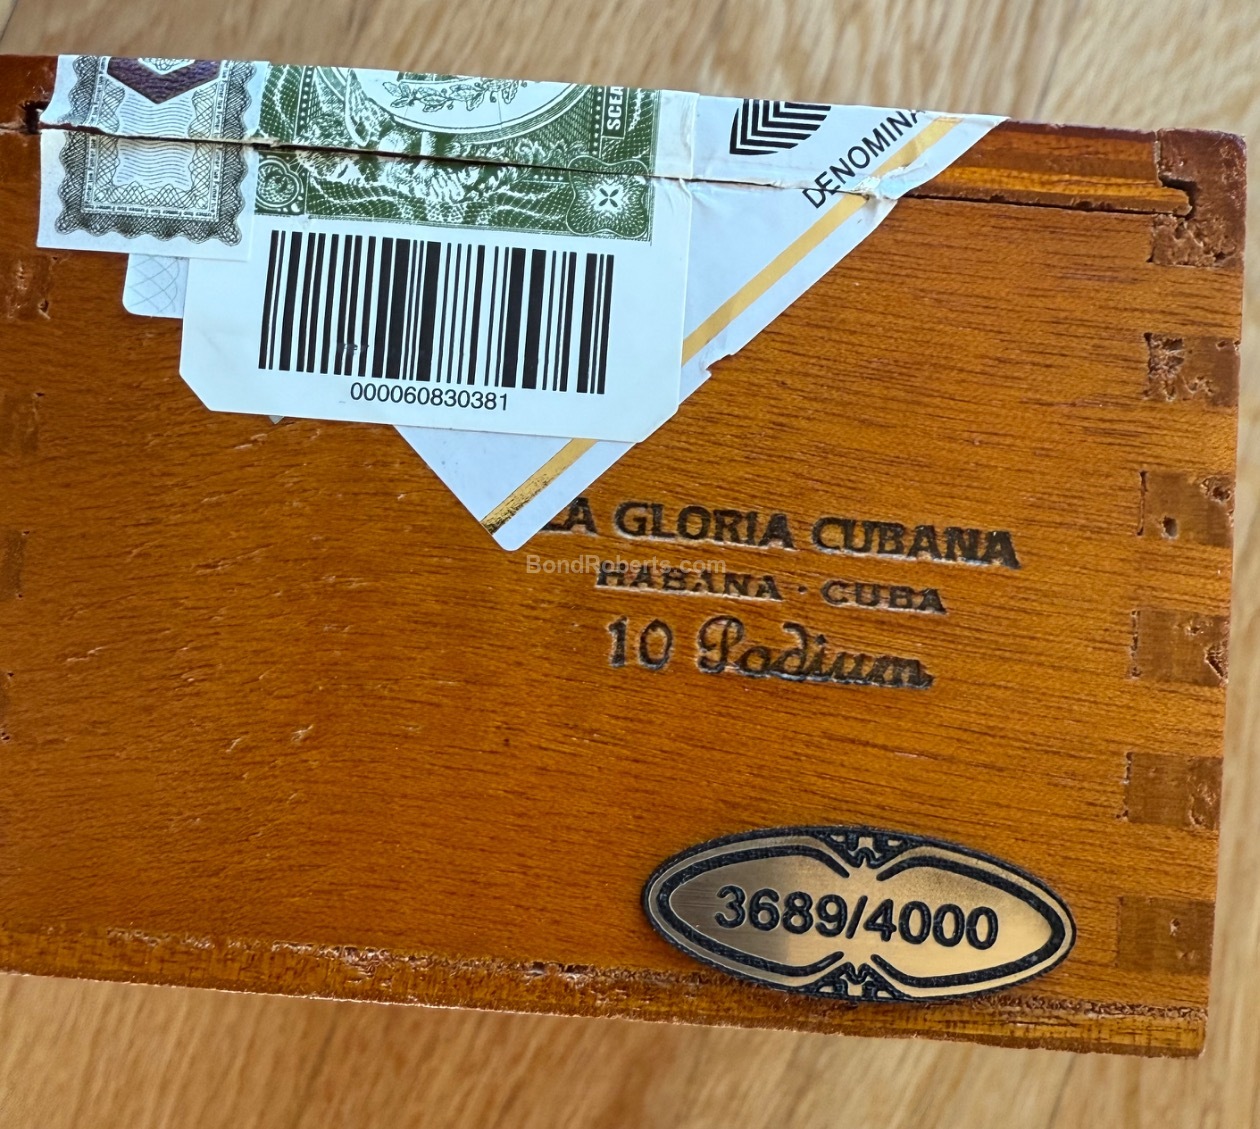 DENOMINA
000060830381
LA GLORIA CUBANA
BondRoberts.com
HABANA · CUBA
10 Podium
3689/4000